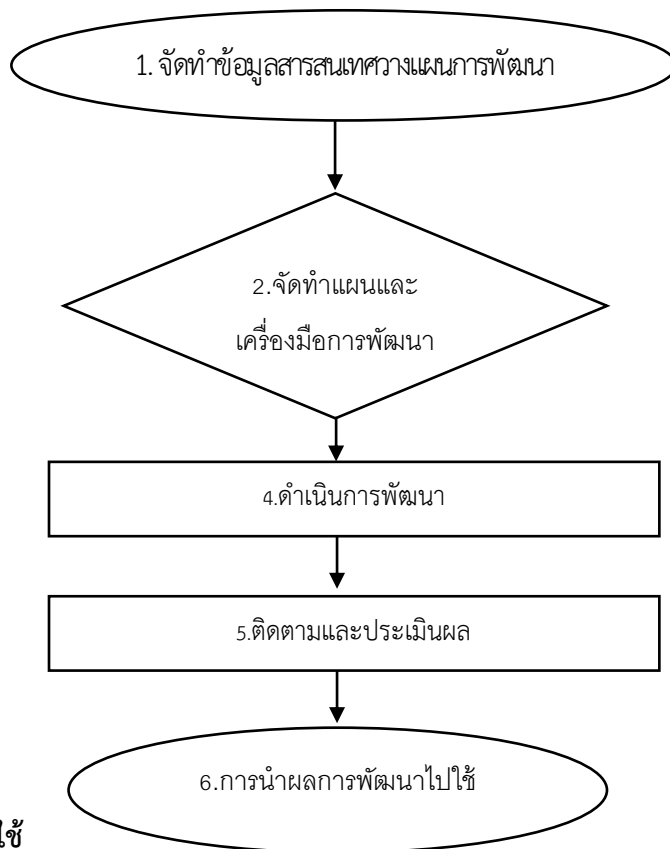 1. จัดทำข้อมูลสารสนเทศวางแผนการพัฒนา
2.จัดทำแผนและ
เครื่องมือการพัฒนา
4.ดำเนินการพัฒนา
5.ติดตามและประเมินผล
6.การนำผลการพัฒนาไปใช้
ใช้